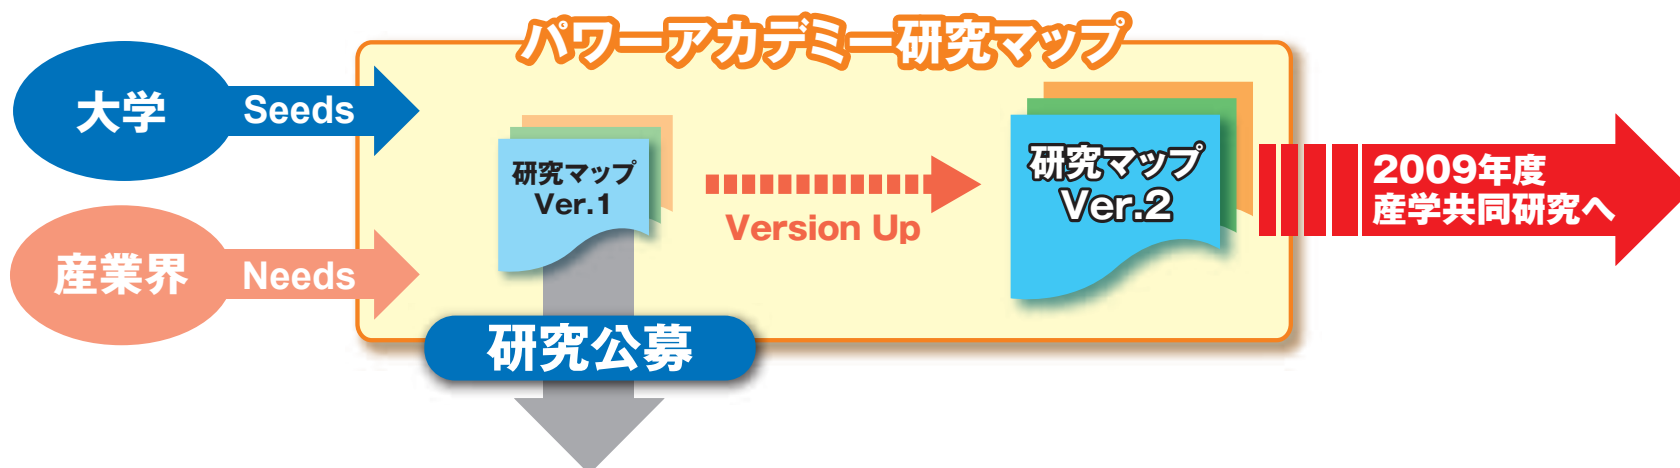 パワーアカデミー研究マップ
大学
Seeds
産業界
Needs
研究マップ
Ver.1
Version Up
研究マップ
Ver.2
2009年度
産学共同研究へ
研究公募